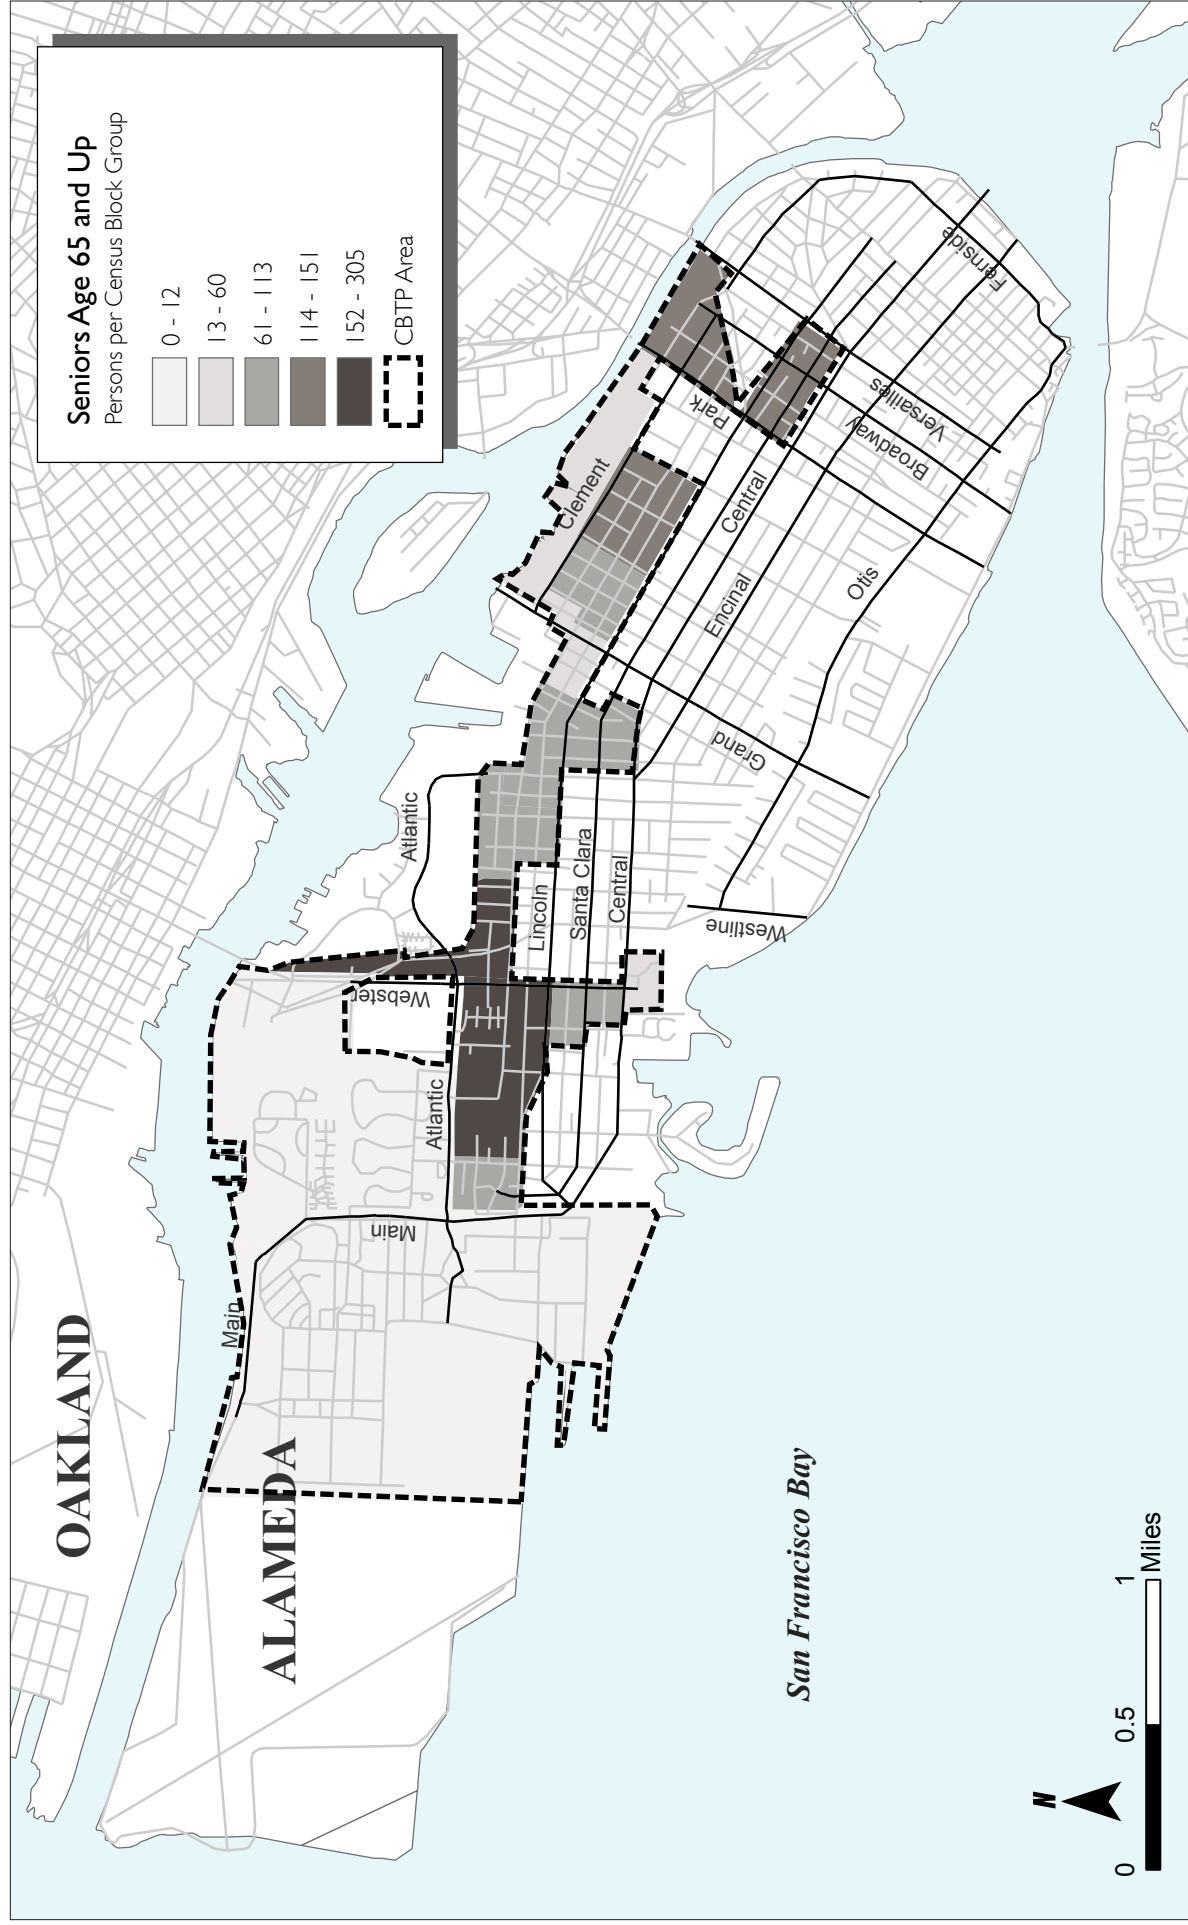 Seniors Age 65 and Up
Persons per Census Block Group
0 - 12
13 - 60
61 - 113
114 - 151
152 - 305
CBTP Area
OAKLAND
ALAMEDA
San Francisco Bay
Main
Main
Atlantic
Atlantic
Webster
Lincoln
Santa Clara
Central
Westline
Grand
Clement
Park
Central
Encinal
Otis
Broadway
Versailles
Fernside
N
0
0.5
1
Miles